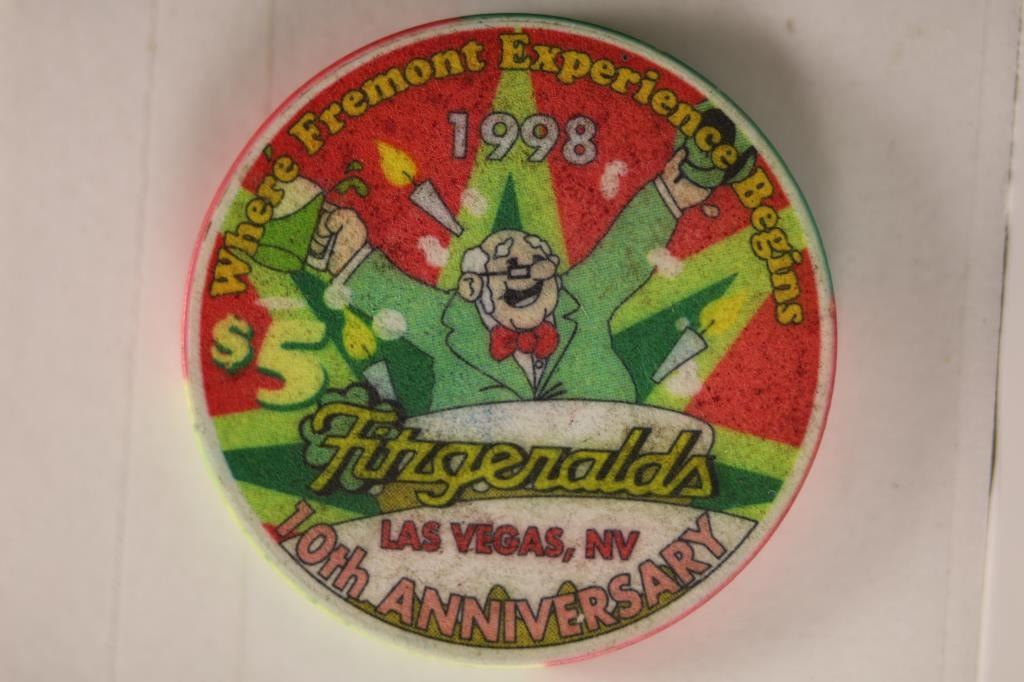 Where Fremont Experience Begins
1998
$5
Fitzgeralds
LAS VEGAS, NV
10th ANNIVERSARY